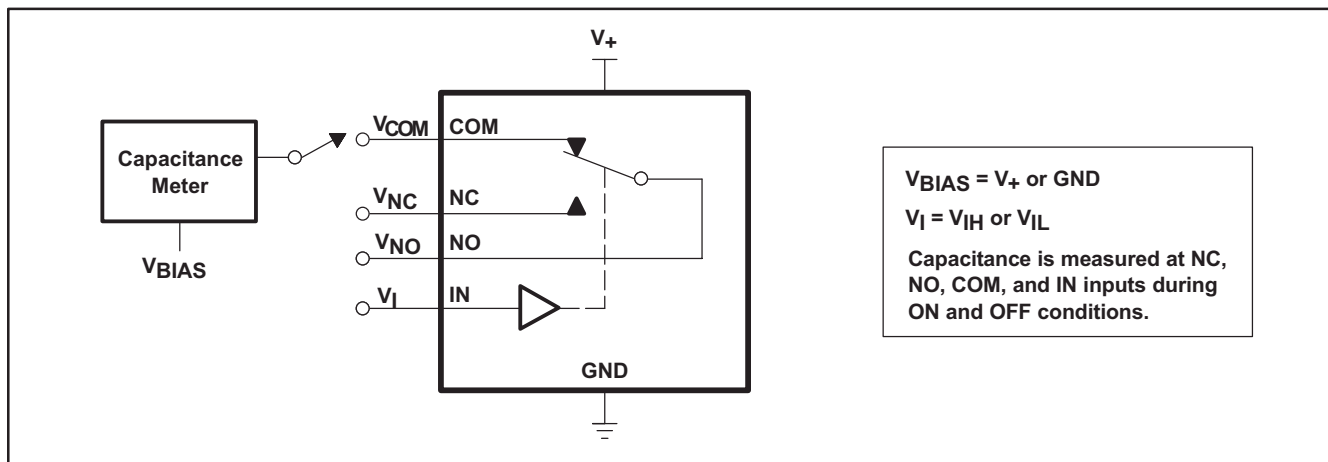 V+
Capacitance
Meter
VBIAS
VCOM COM
VNC NC
VNO NO
VI IN
GND
VBIAS = V+ or GND
VI = VIH or VIL
Capacitance is measured at NC,
NO, COM, and IN inputs during
ON and OFF conditions.